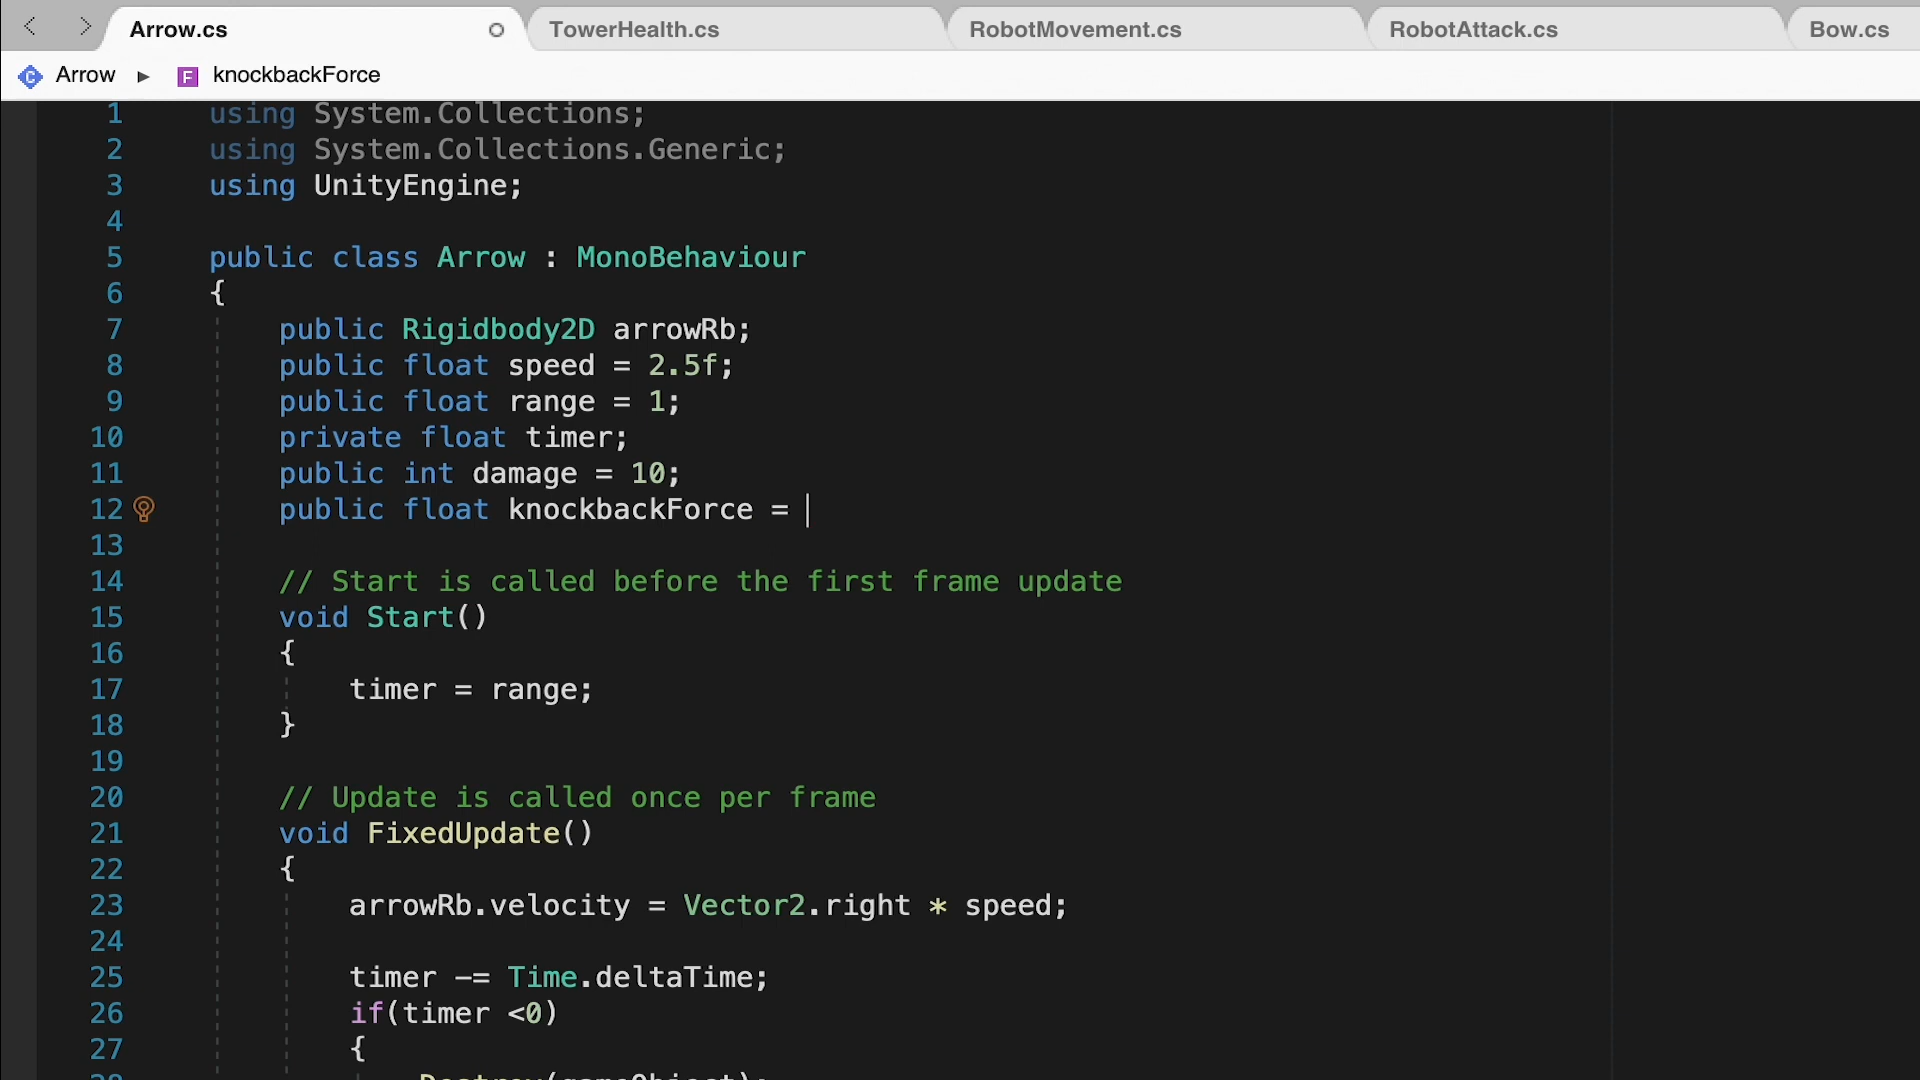 Arrow.cs TowerHealth.cs RobotMovement.cs RobotAttack.cs Bow.cs
C Arrow ▶ F knockbackForce
1 using System.Collections;
2 using System.Collections.Generic;
3 using UnityEngine;
4
5 public class Arrow : MonoBehaviour
6 {
7 public Rigidbody2D arrowRb;
8 public float speed = 2.5f;
9 public float range = 1;
10 private float timer;
11 public int damage = 10;
12 public float knockbackForce =
13
14 // Start is called before the first frame update
15 void Start()
16 {
17 timer = range;
18 }
19
20 // Update is called once per frame
21 void FixedUpdate()
22 {
23 arrowRb.velocity = Vector2.right * speed;
24
25 timer -= Time.deltaTime;
26 if(timer <0)
27 {
28 Destroy(gameObject);